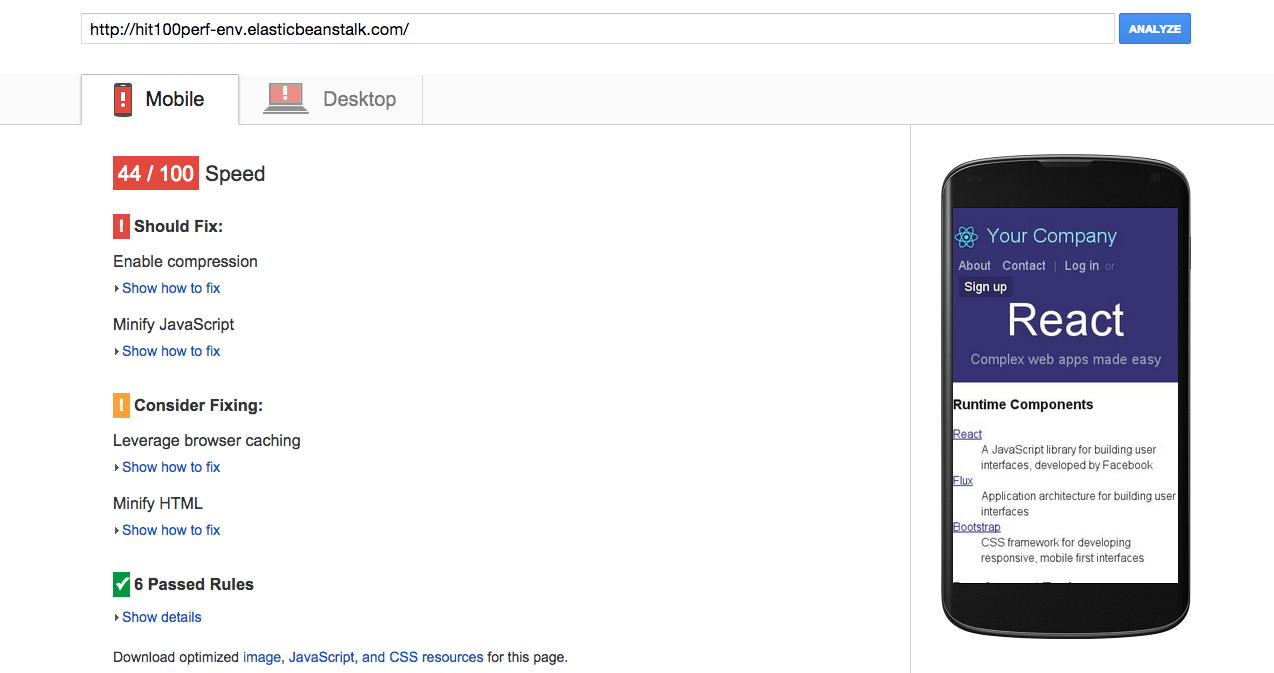 http://hit100perf-env.elasticbeanstalk.com/
ANALYZE
Mobile
Desktop
44 / 100 Speed
Should Fix:
Enable compression
Show how to fix
Minify JavaScript
Show how to fix
Consider Fixing:
Leverage browser caching
Show how to fix
Minify HTML
Show how to fix
6 Passed Rules
Show details
Download optimized image, JavaScript, and CSS resources for this page.
Your Company
About Contact | Log in or
Sign up
React
Complex web apps made easy
Runtime Components
React
A JavaScript library for building user
interfaces, developed by Facebook
Flux
Application architecture for building user
interfaces
Bootstrap
CSS framework for developing
responsive, mobile first interfaces